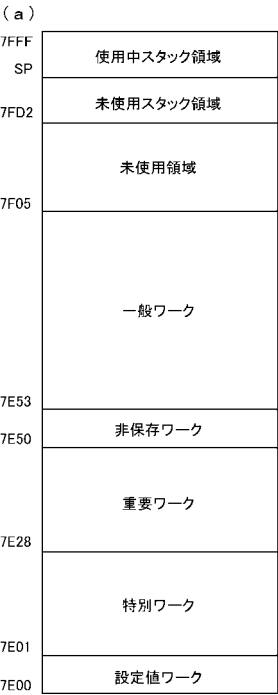 (a)
7FFF
使用中スタック領域
SP
未使用スタック領域
7FD2
未使用領域
7F05
一般ワーク
7E53
非保存ワーク
7E50
重要ワーク
7E28
特別ワーク
7E01
設定値ワーク
7E00